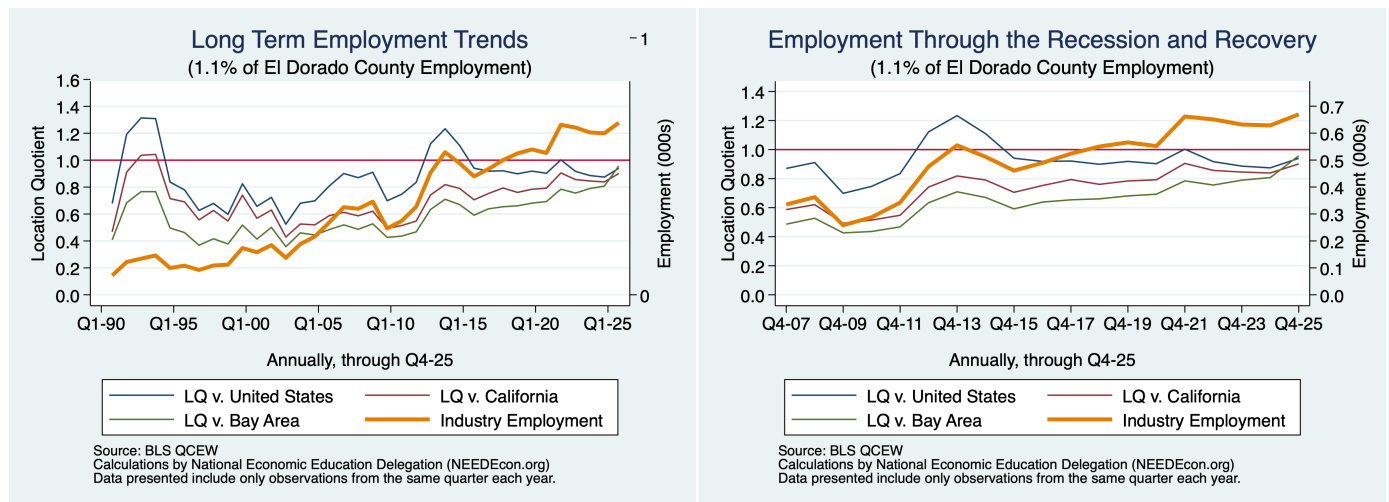 Long Term Employment Trends
(1.1% of El Dorado County Employment)
1
Location Quotient
1.6
1.4
1.2
1.0
0.8
0.6
0.4
0.2
0.0
Employment (000s)
0
Q1-90 Q1-95 Q1-00 Q1-05 Q1-10 Q1-15 Q1-20 Q1-25
Annually, through Q4-25
LQ v. United States LQ v. California
LQ v. Bay Area Industry Employment
Source: BLS QCEW
Calculations by National Economic Education Delegation (NEEDEcon.org)
Data presented include only observations from the same quarter each year.
Employment Through the Recession and Recovery
(1.1% of El Dorado County Employment)
Location Quotient
1.4
1.2
1.0
0.8
0.6
0.4
0.2
0.0
Employment (000s)
0.7
0.6
0.5
0.4
0.3
0.2
0.1
0.0
Q4-07 Q4-09 Q4-11 Q4-13 Q4-15 Q4-17 Q4-19 Q4-21 Q4-23 Q4-25
Annually, through Q4-25
LQ v. United States LQ v. California
LQ v. Bay Area Industry Employment
Source: BLS QCEW
Calculations by National Economic Education Delegation (NEEDEcon.org)
Data presented include only observations from the same quarter each year.